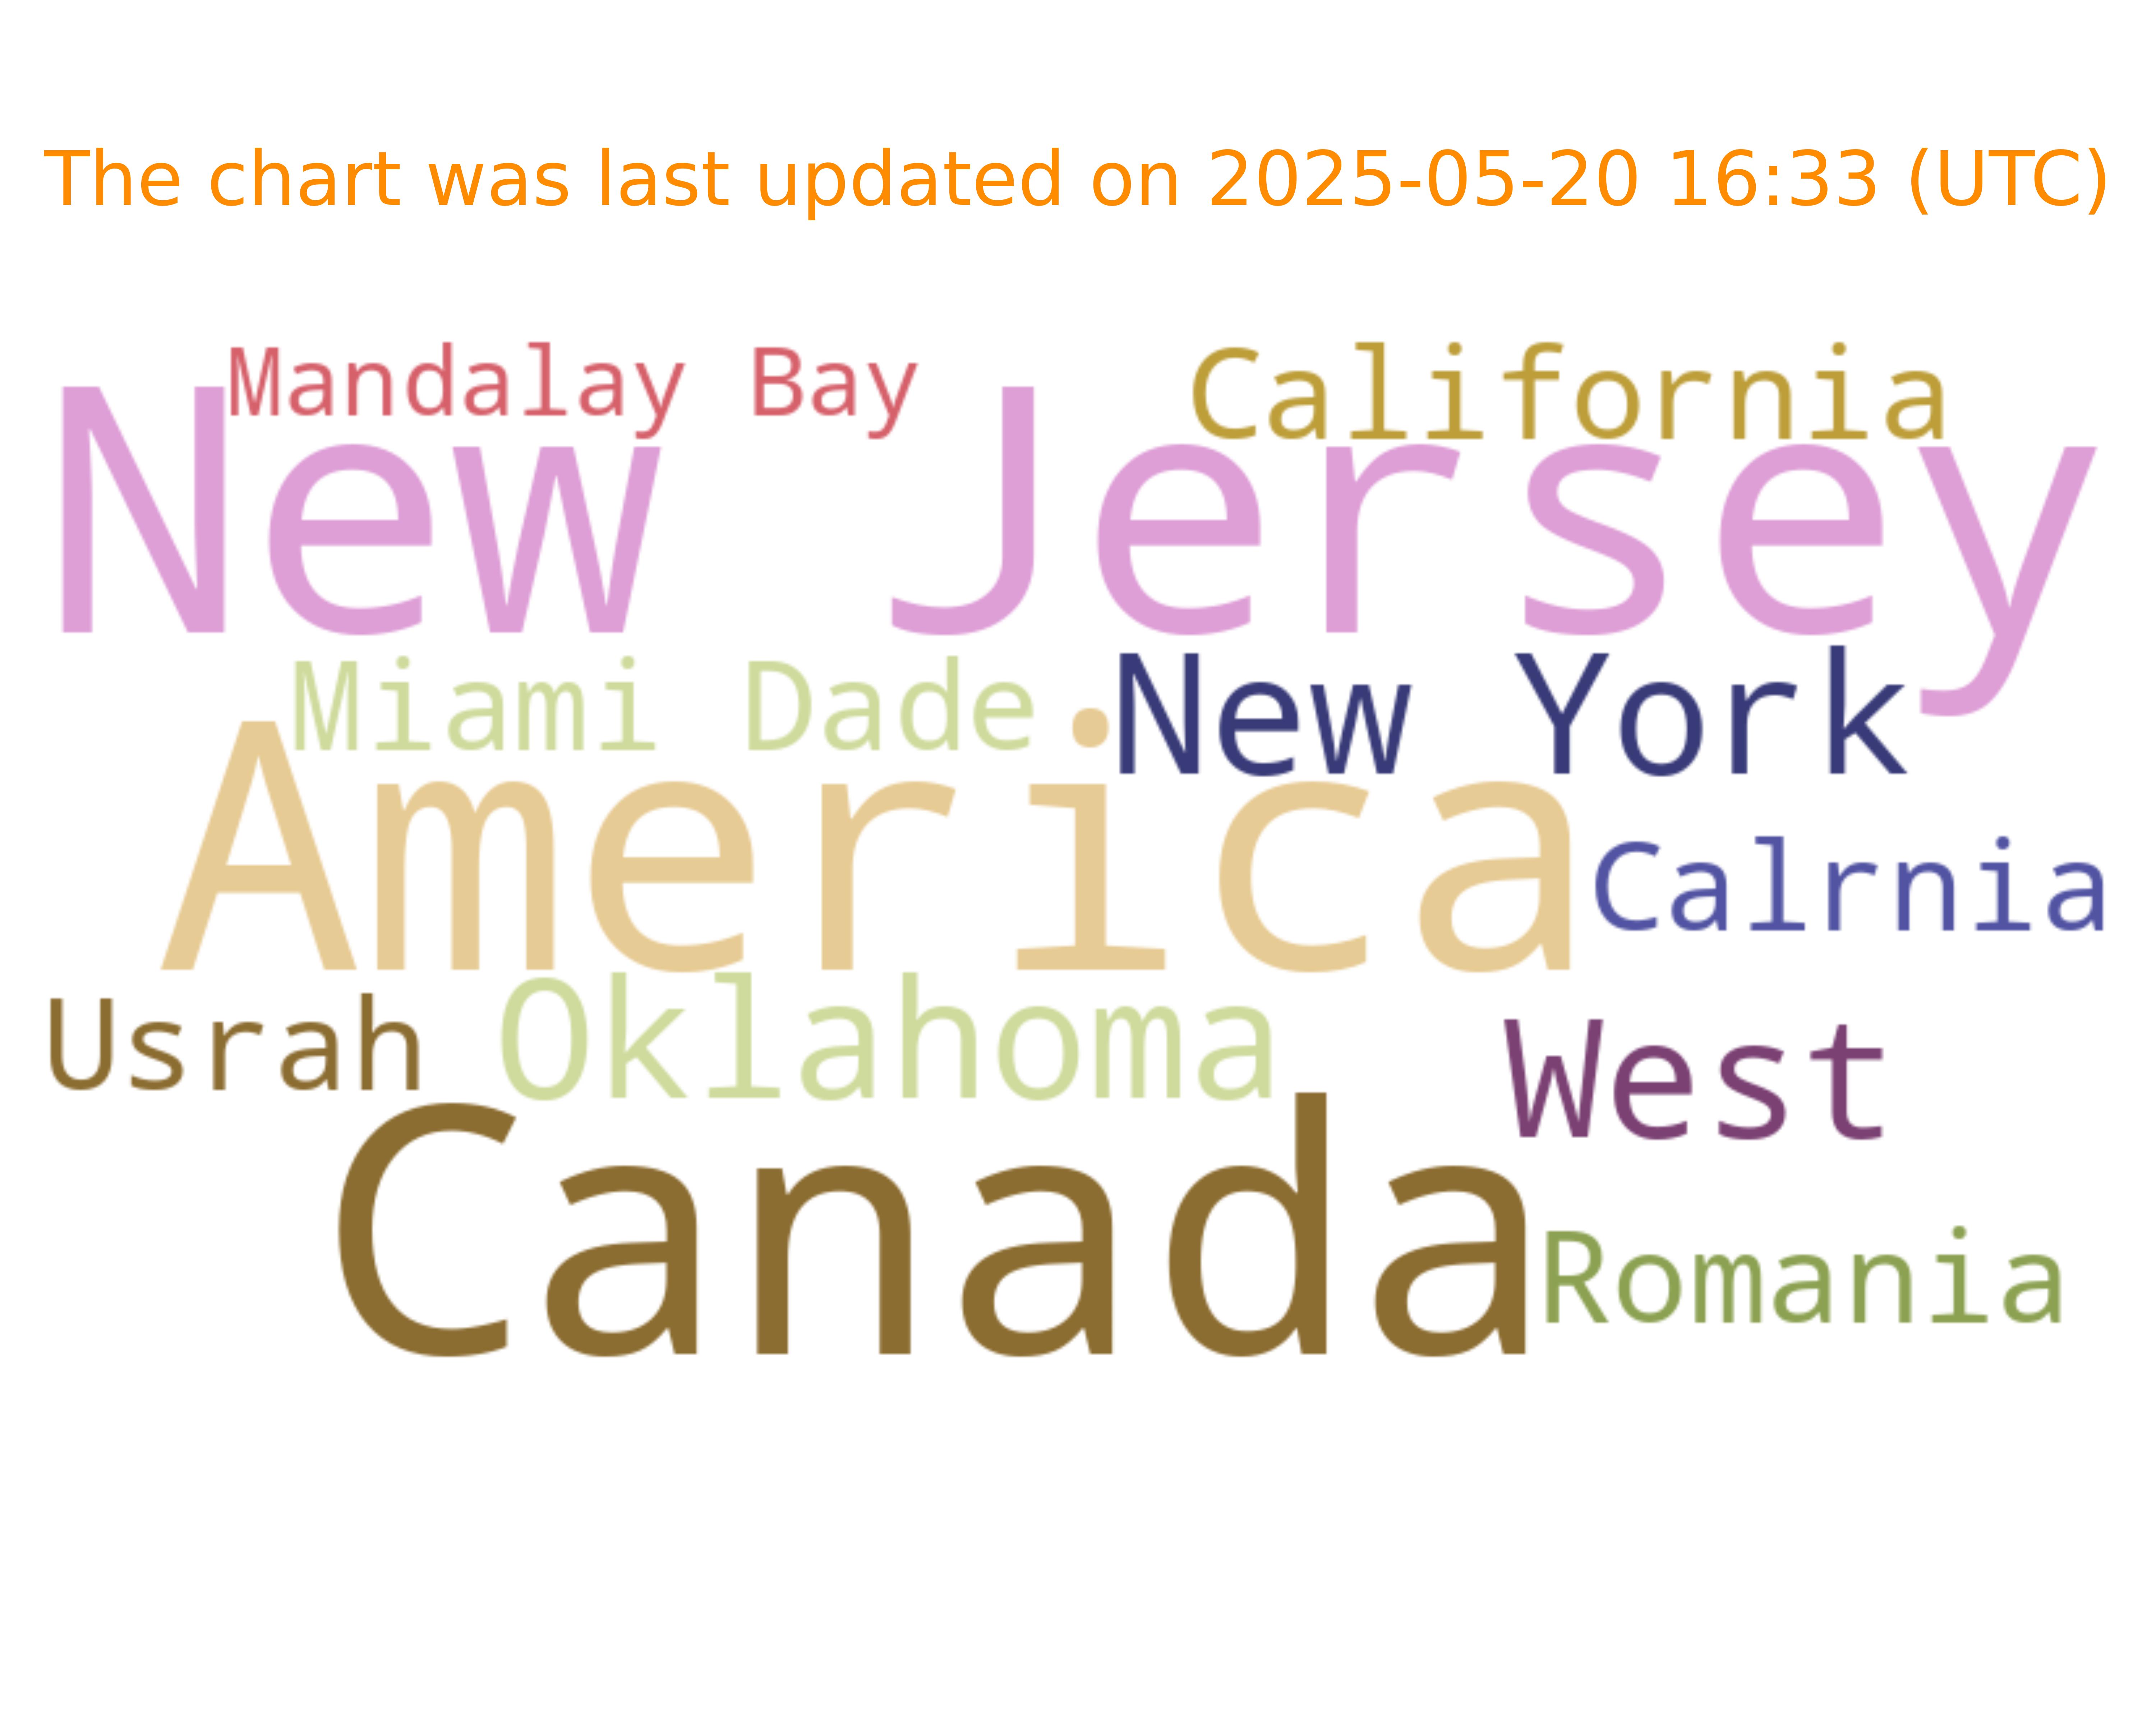 The chart was last updated on 2025-05-20 16:33 (UTC)
Mandalay Bay
California
New Jersey
Miami Dade
New York
America
Calrnia
Usrah
Oklahoma
West
Canada
Romania